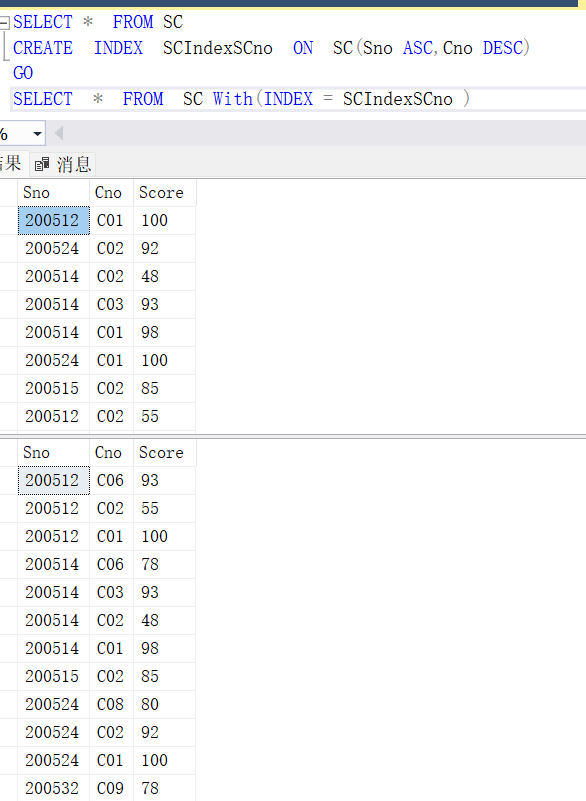 SELECT * FROM SC
CREATE INDEX SCIndexSCno ON SC(Sno ASC,Cno DESC)
GO
SELECT * FROM SC With(INDEX = SCIndexSCno )
%
果 消息
Sno Cno Score
200512 C01 100
200524 C02 92
200514 C02 48
200514 C03 93
200514 C01 98
200524 C01 100
200515 C02 85
200512 C02 55
Sno Cno Score
200512 C06 93
200512 C02 55
200512 C01 100
200514 C06 78
200514 C03 93
200514 C02 48
200514 C01 98
200515 C02 85
200524 C08 80
200524 C02 92
200524 C01 100
200532 C09 78